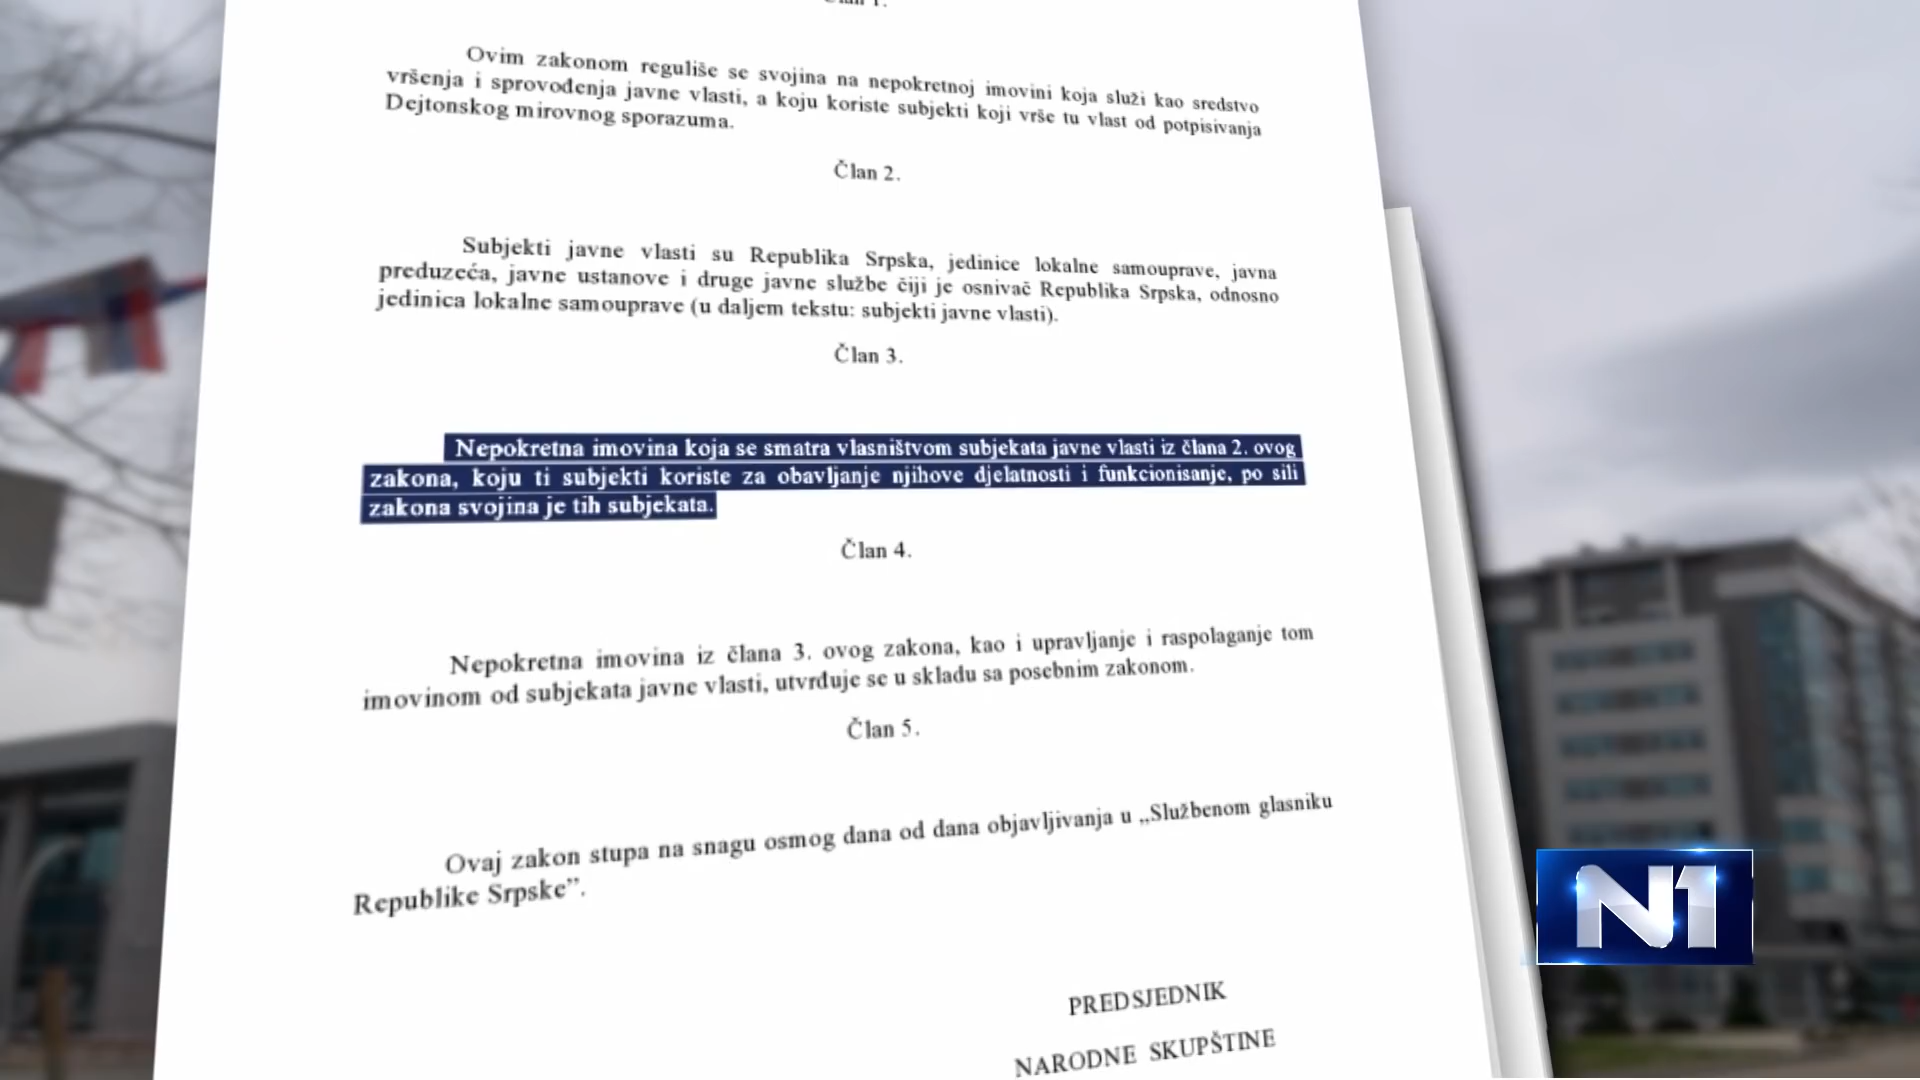 Član 1.
Ovim zakonom reguliše se svojina na nepokretnoj imovini koja služi kao sredstvo
vršenja i sprovođenja javne vlasti, a koju koriste subjekti koji vrše tu vlast od potpisivanja
Dejtonskog mirovnog sporazuma.
Član 2.
Subjekti javne vlasti su Republika Srpska, jedinice lokalne samouprave, javna
preduzeća, javne ustanove i druge javne službe čiji je osnivač Republika Srpska, odnosno
jedinica lokalne samouprave (u daljem tekstu: subjekti javne vlasti).
Član 3.
Nepokretna imovina koja se smatra vlasništvom subjekata javne vlasti iz člana 2. ovog
zakona, koju ti subjekti koriste za obavljanje njihove djelatnosti i funkcionisanje, po sili
zakona svojina je tih subjekata.
Član 4.
Nepokretna imovina iz člana 3. ovog zakona, kao i upravljanje i raspolaganje tom
imovinom od subjekata javne vlasti, utvrđuje se u skladu sa posebnim zakonom.
Član 5.
Ovaj zakon stupa na snagu osmog dana od dana objavljivanja u „Službenom glasniku
Republike Srpske”.
PREDSJEDNIK
NARODNE SKUPŠTINE
N1